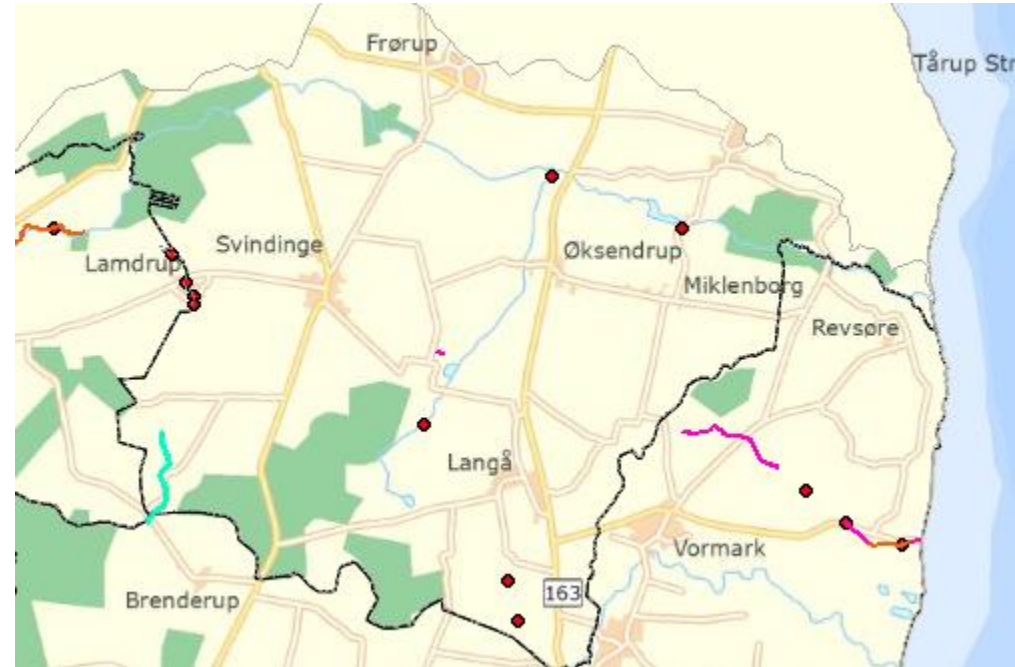 Frørup
Tårup Str
Svindinge
Øksendrup
Lamdrup
Miklenborg
Revsøre
Langå
Vormark
163
Brenderup